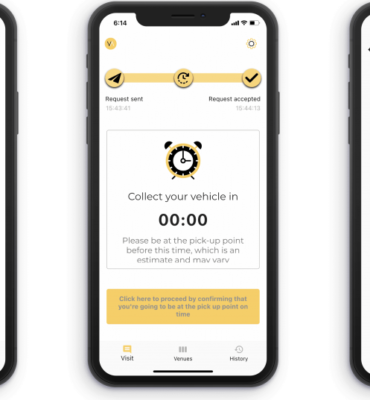 6:14
V
Request sent
Request accepted
15:43:41
15:44:13
Collect your vehicle in
00:00
Please be at the pick-up point
before this time, which is an
estimate and may vary
Click here to proceed by confirming that
you're going to be at the pick up point on
time
Visit
Venues
History